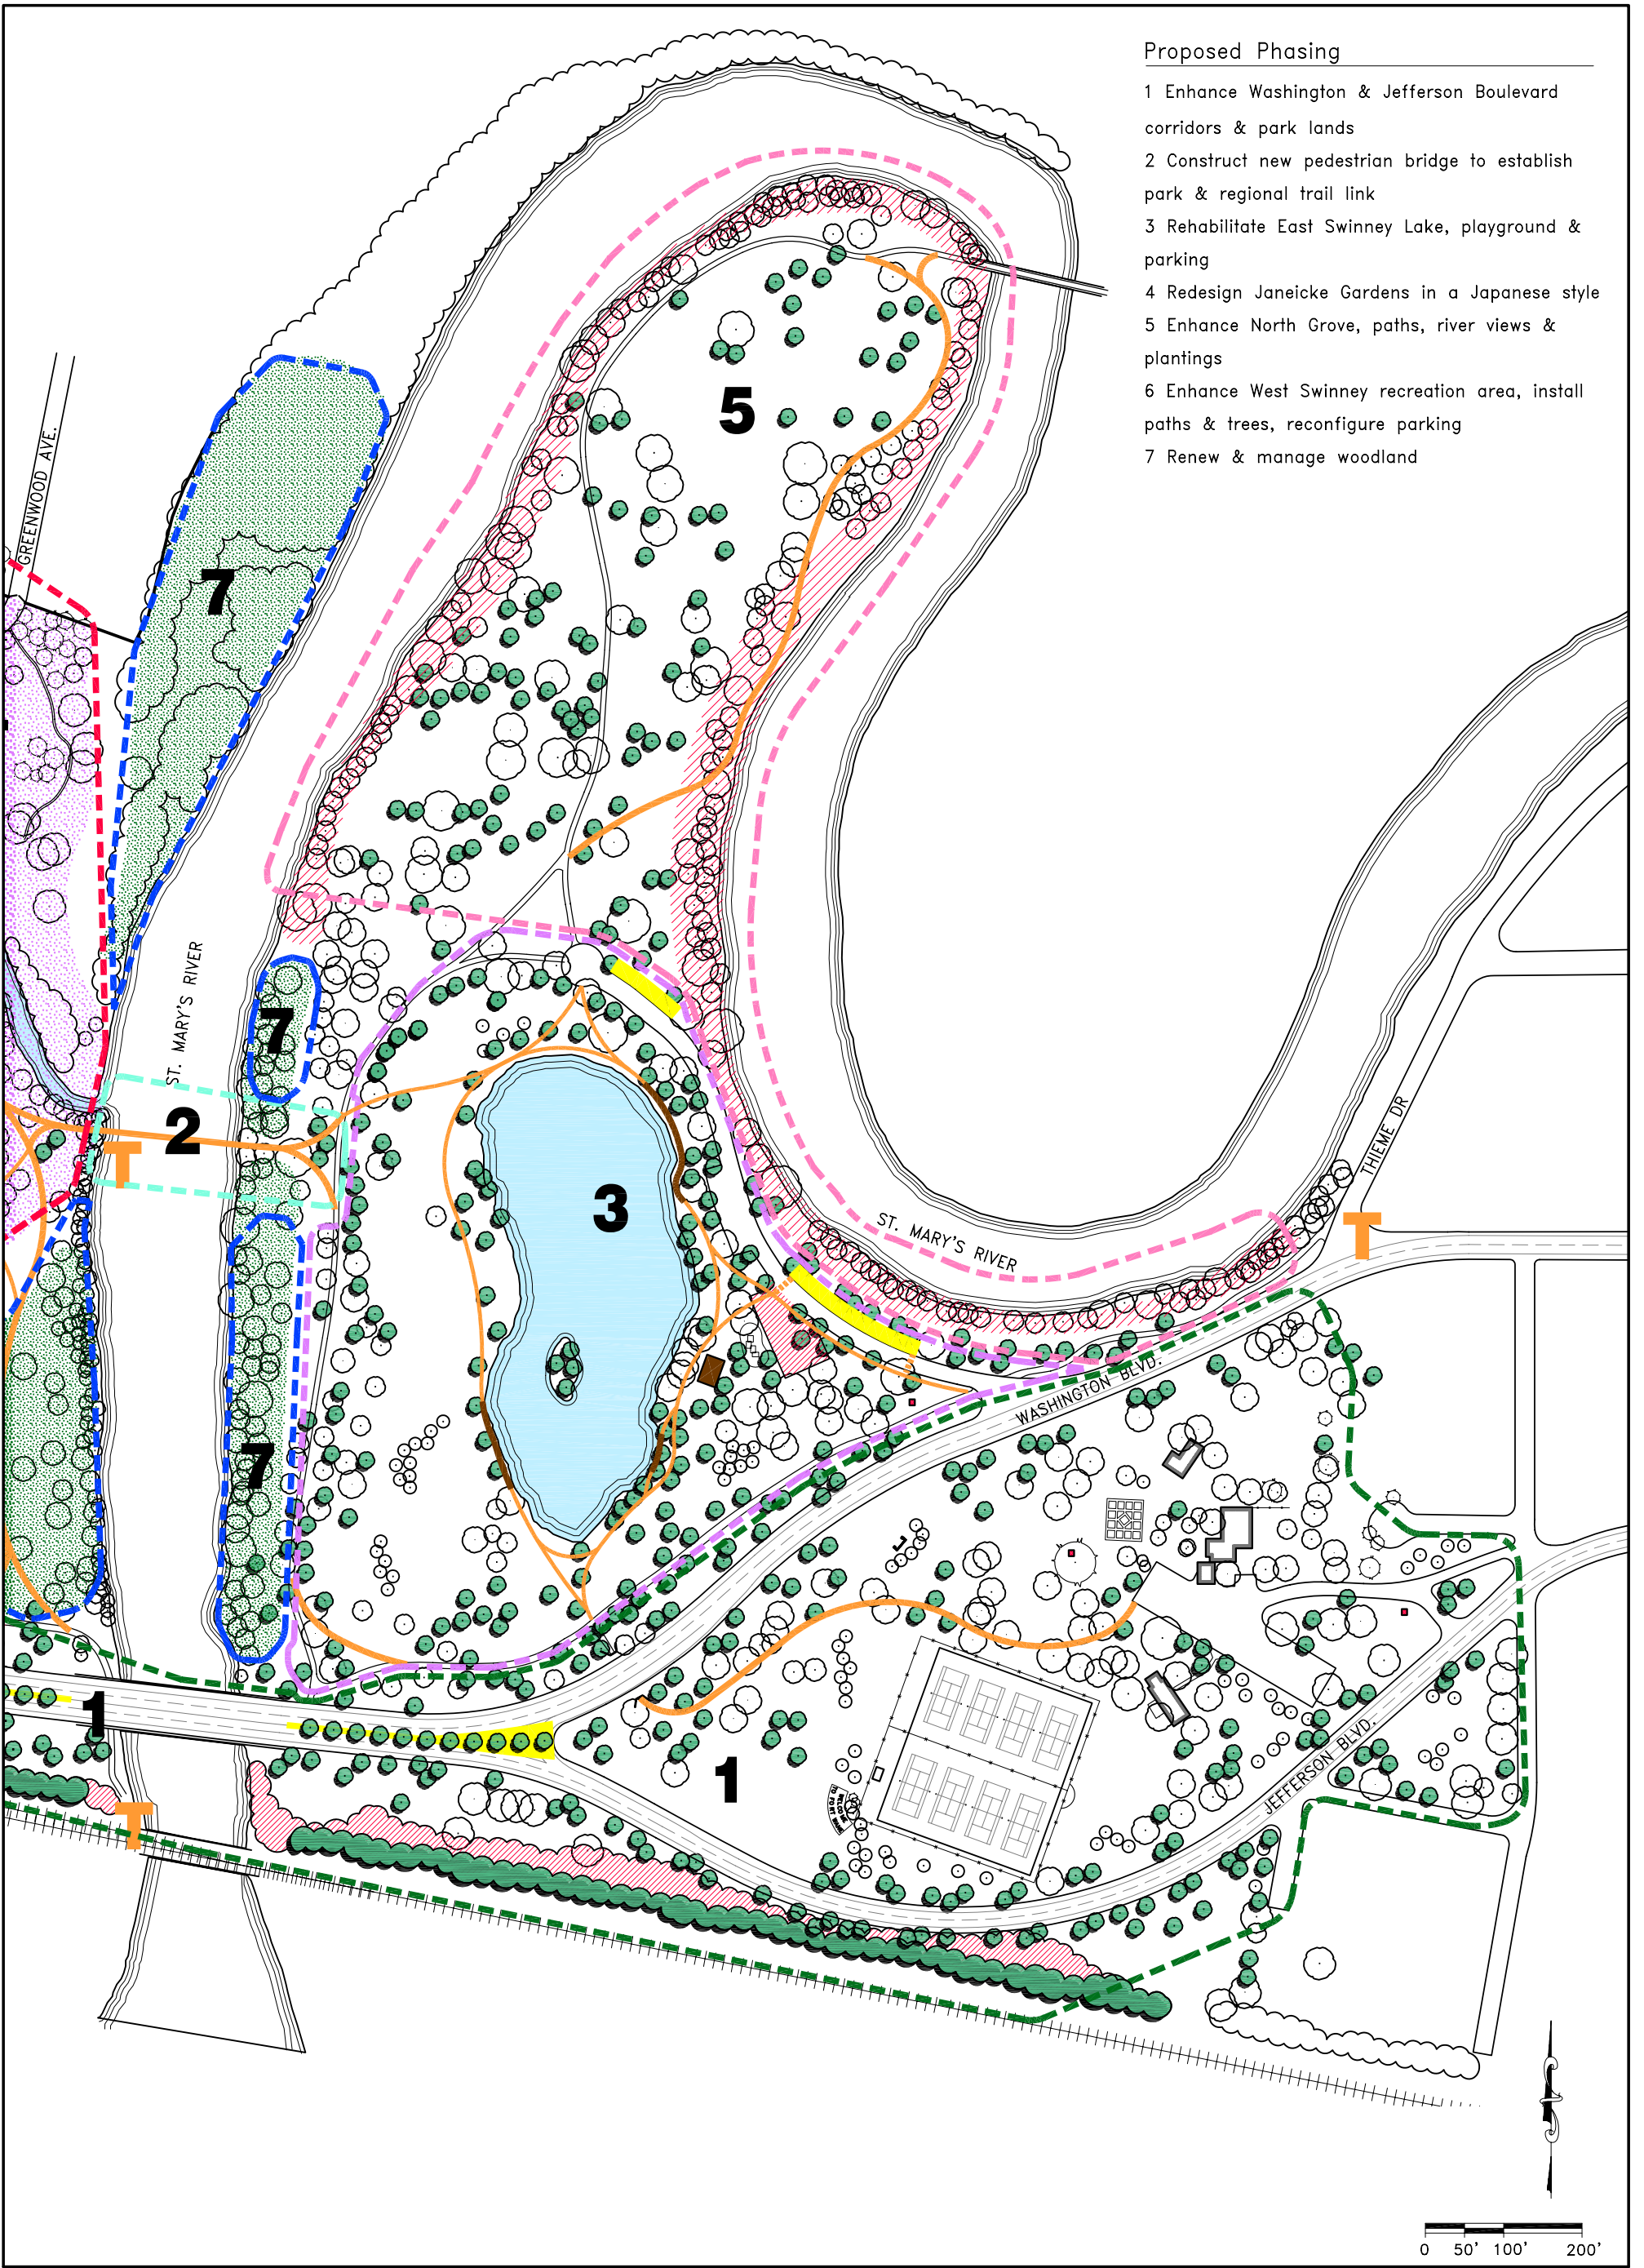 Proposed Phasing
1 Enhance Washington & Jefferson Boulevard
corridors & park lands
2 Construct new pedestrian bridge to establish
park & regional trail link
3 Rehabilitate East Swinney Lake, playground &
parking
4 Redesign Janeicke Gardens in a Japanese style
5 Enhance North Grove, paths, river views &
plantings
6 Enhance West Swinney recreation area, install
paths & trees, reconfigure parking
7 Renew & manage woodland
5
GREENWOOD AVE.
7
ST. MARY'S RIVER
7
2
T
3
THIEME DR
ST. MARY'S RIVER
T
WASHINGTON BLVD.
7
1
1
JEFFERSON BLVD.
T
0 50' 100' 200'